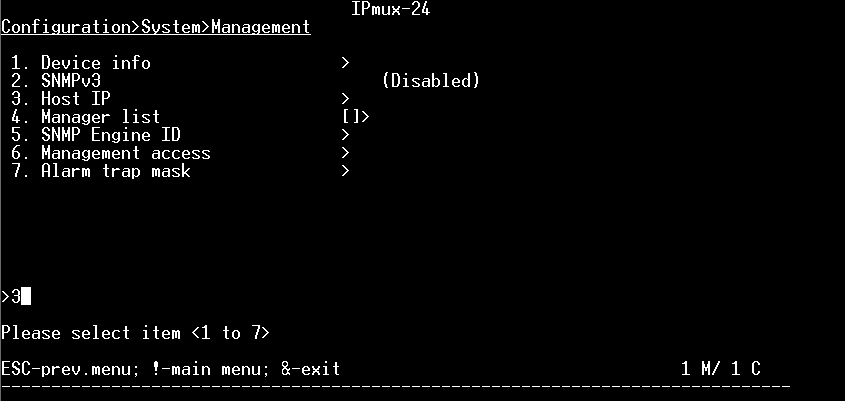 IPmux-24
Configuration>System>Management
1. Device info >
2. SNMPv3 (Disabled)
3. Host IP >
4. Manager list []>
5. SNMP Engine ID >
6. Management access >
7. Alarm trap mask >
>3
Please select item <1 to 7>
ESC-prev.menu; !-main menu; &-exit 1 M/ 1 C
-------------------------------------------------------------------------------